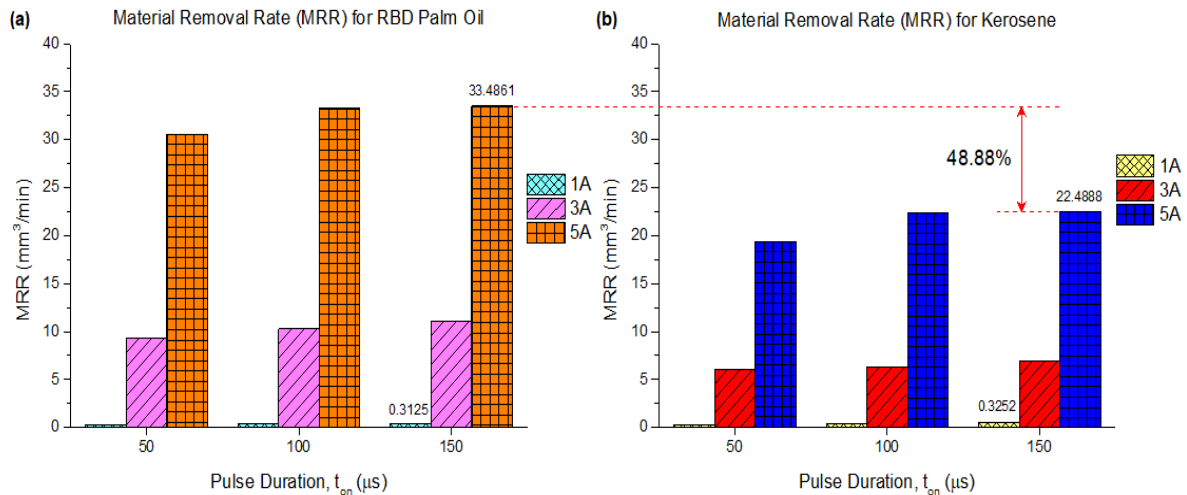 (a)
Material Removal Rate (MRR) for RBD Palm Oil
40
35
30
25
20
15
10
5
0
MRR (mm³/min)
33.4861
0.3125
1A
3A
5A
50
100
150
Pulse Duration, ton (μs)
(b)
Material Removal Rate (MRR) for Kerosene
40
35
30
25
20
15
10
5
0
MRR (mm³/min)
48.88%
22.4888
0.3252
1A
3A
5A
50
100
150
Pulse Duration, ton (μs)